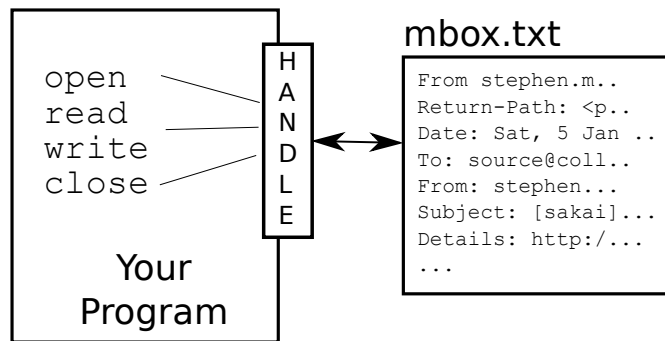 open
read
write
close
Your
Program
H
A
N
D
L
E
mbox.txt
From stephen.m..
Return-Path: <p..
Date: Sat, 5 Jan ..
To: source@coll..
From: stephen...
Subject: [sakai]...
Details: http:/...
...